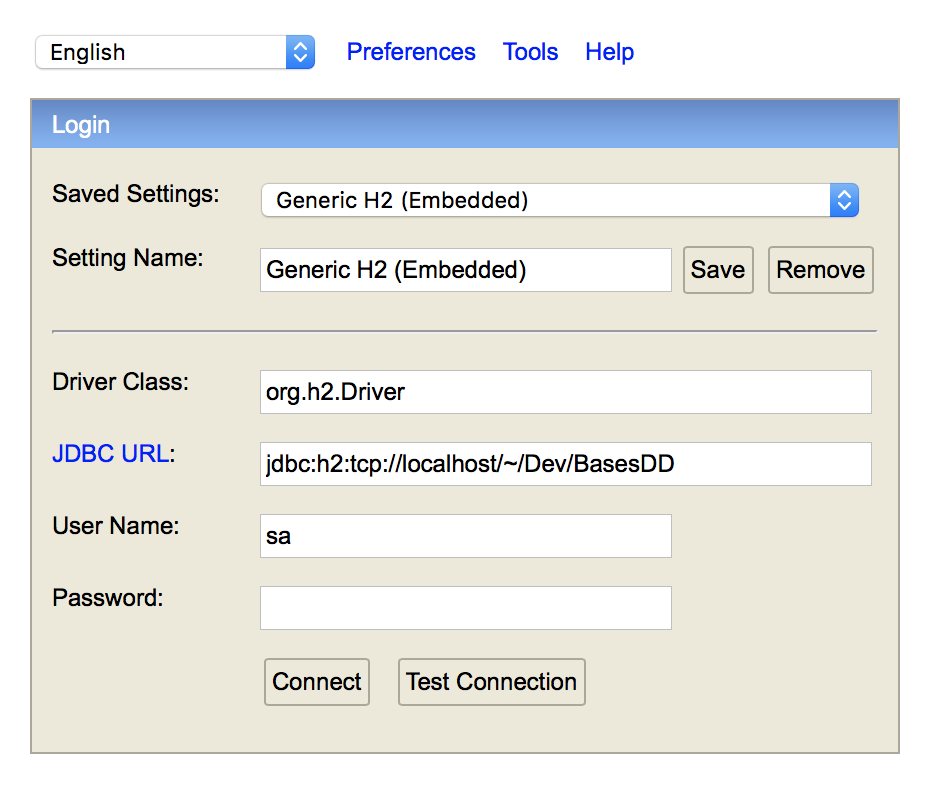 English Preferences Tools Help
Login
Saved Settings: Generic H2 (Embedded)
Setting Name: Generic H2 (Embedded) Save Remove
Driver Class: org.h2.Driver
JDBC URL: jdbc:h2:tcp://localhost/~/Dev/BasesDD
User Name: sa
Password:
Connect Test Connection